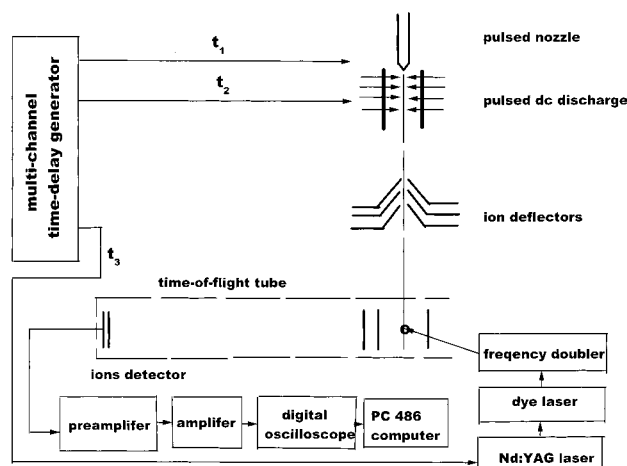 multi-channel
time-delay generator
t1
t2
t3
pulsed nozzle
pulsed dc discharge
ion deflectors
time-of-flight tube
ions detector
freqency doubler
dye laser
Nd:YAG laser
preamplifer
amplifer
digital
oscilloscope
PC 486
computer